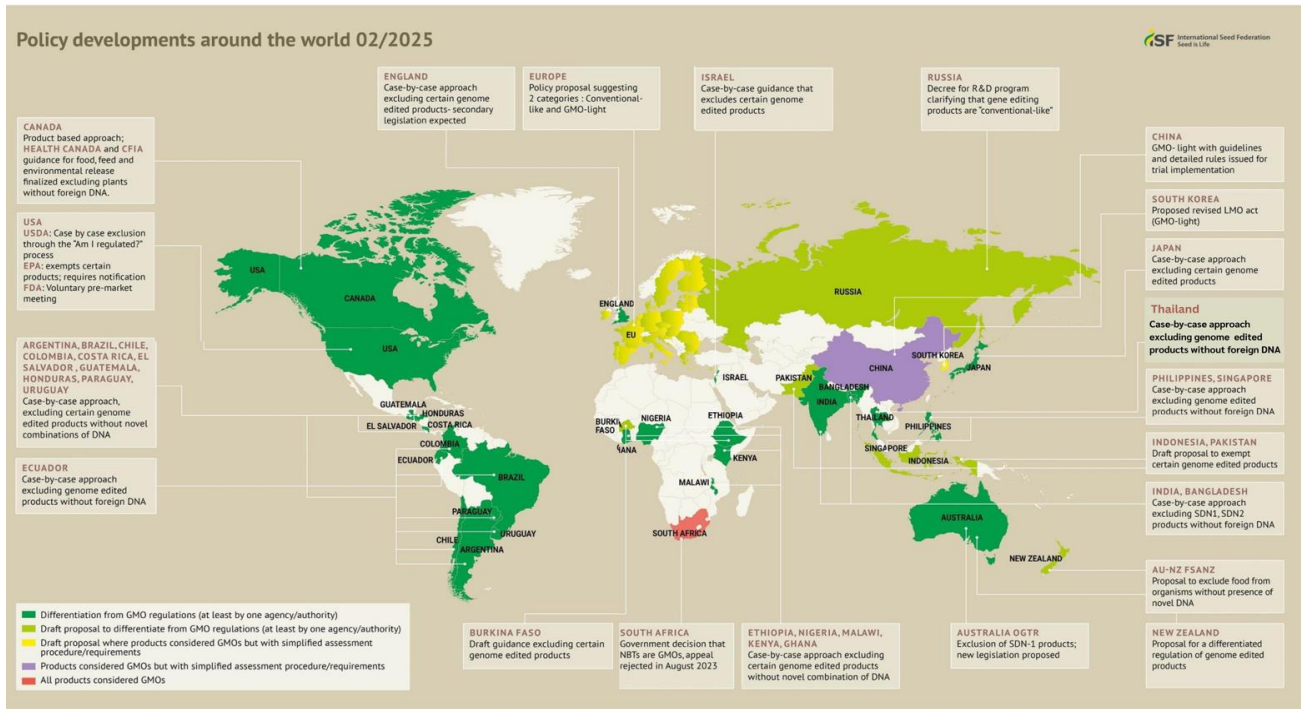 Policy developments around the world 02/2025
ISF
International Seed Federation
Seed is Life
ENGLAND
Case-by-case approach
excluding certain genome
edited products- secondary
legislation expected
EUROPE
Policy proposal suggesting
2 categories : Conventional-
like and GMO-light
ISRAEL
Case-by-case guidance that
excludes certain genome
edited products
RUSSIA
Decree for R&D program
clarifying that gene editing
products are "conventional-like"
CANADA
Product based approach;
HEALTH CANADA and CFIA
guidance for food, feed and
environmental release
finalized excluding plants
without foreign DNA.
USA
USDA: Case by case exclusion
through the "Am I regulated?"
process
EPA: exempts certain
products; requires notification
FDA: Voluntary pre-market
meeting
ARGENTINA, BRAZIL, CHILE,
COLOMBIA, COSTA RICA, EL
SALVADOR , GUATEMALA,
HONDURAS, PARAGUAY,
URUGUAY
Case-by-case approach,
excluding certain genome
edited products without novel
combinations of DNA
ECUADOR
Case-by-case approach
excluding genome edited
products without foreign DNA
CHINA
GMO- light with guidelines
and detailed rules issued for
trial implementation
SOUTH KOREA
Proposed revised LMO act
(GMO-light)
JAPAN
Case-by-case approach
excluding certain genome
edited products
Thailand
Case-by-case approach
excluding genome edited
products without foreign DNA
PHILIPPINES, SINGAPORE
Case-by-case approach
excluding genome edited
products without foreign DNA
INDONESIA, PAKISTAN
Draft proposal to exempt
certain genome edited products
INDIA, BANGLADESH
Case-by-case approach
excluding SDN1, SDN2
products without foreign DNA
AU-NZ FSANZ
Proposal to exclude food from
organisms without presence of
novel DNA
NEW ZEALAND
Proposal for a differentiated
regulation of genome edited
products
USA
CANADA
USA
GUATEMALA
HONDURAS
EL SALVADOR
COSTA RICA
COLOMBIA
ECUADOR
BRAZIL
PARAGUAY
URUGUAY
CHILE
ARGENTINA
ENGLAND
EU
RUSSIA
ISRAEL
PAKISTAN
BANGLADESH
INDIA
CHINA
SOUTH KOREA
JAPAN
BURKI
FASO
NIGERIA
ETHIOPIA
KENYA
MALAWI
SOUTH AFRICA
THAILAND
PHILIPPINES
SINGAPORE
INDONESIA
AUSTRALIA
NEW ZEALAND
Differentiation from GMO regulations (at least by one agency/authority)
Draft proposal to differentiate from GMO regulations (at least by one agency/authority)
Draft proposal where products considered GMOs but with simplified assessment
procedure/requirements
Products considered GMOs but with simplified assessment procedure/requirements
All products considered GMOs
BURKINA FASO
Draft guidance excluding certain
genome edited products
SOUTH AFRICA
Government decision that
NBTs are GMOs, appeal
rejected in August 2023
ETHIOPIA, NIGERIA, MALAWI,
KENYA, GHANA
Case-by-case approach excluding
certain genome edited products
without novel combination of DNA
AUSTRALIA OGTR
Exclusion of SDN-1 products;
new legislation proposed